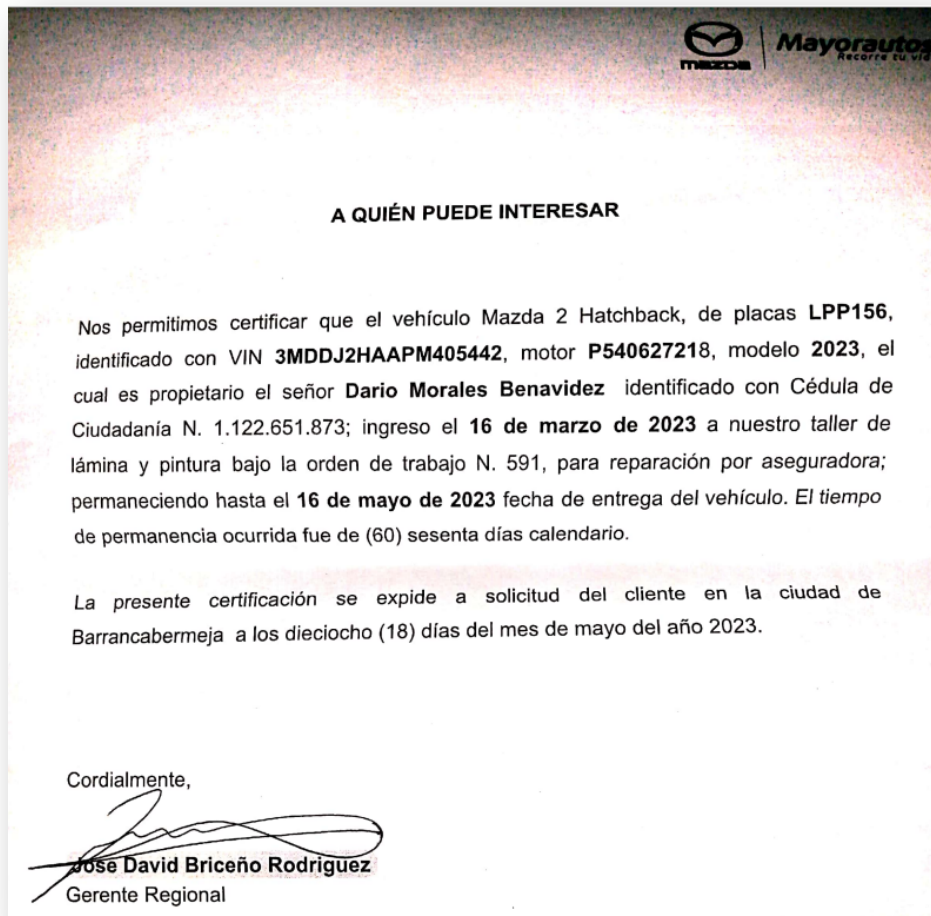 mazda
Mayorautos
Recorre tu vía
A QUIÉN PUEDE INTERESAR
Nos permitimos certificar que el vehículo Mazda 2 Hatchback, de placas LPP156,
identificado con VIN 3MDDJ2HAAPM405442, motor P540627218, modelo 2023, el
cual es propietario el señor Dario Morales Benavidez identificado con Cédula de
Ciudadanía N. 1.122.651.873; ingreso el 16 de marzo de 2023 a nuestro taller de
lámina y pintura bajo la orden de trabajo N. 591, para reparación por aseguradora;
permaneciendo hasta el 16 de mayo de 2023 fecha de entrega del vehículo. El tiempo
de permanencia ocurrida fue de (60) sesenta días calendario.
La presente certificación se expide a solicitud del cliente en la ciudad de
Barrancabermeja a los dieciocho (18) días del mes de mayo del año 2023.
Cordialmente,
Jose David Briceño Rodriguez
Gerente Regional